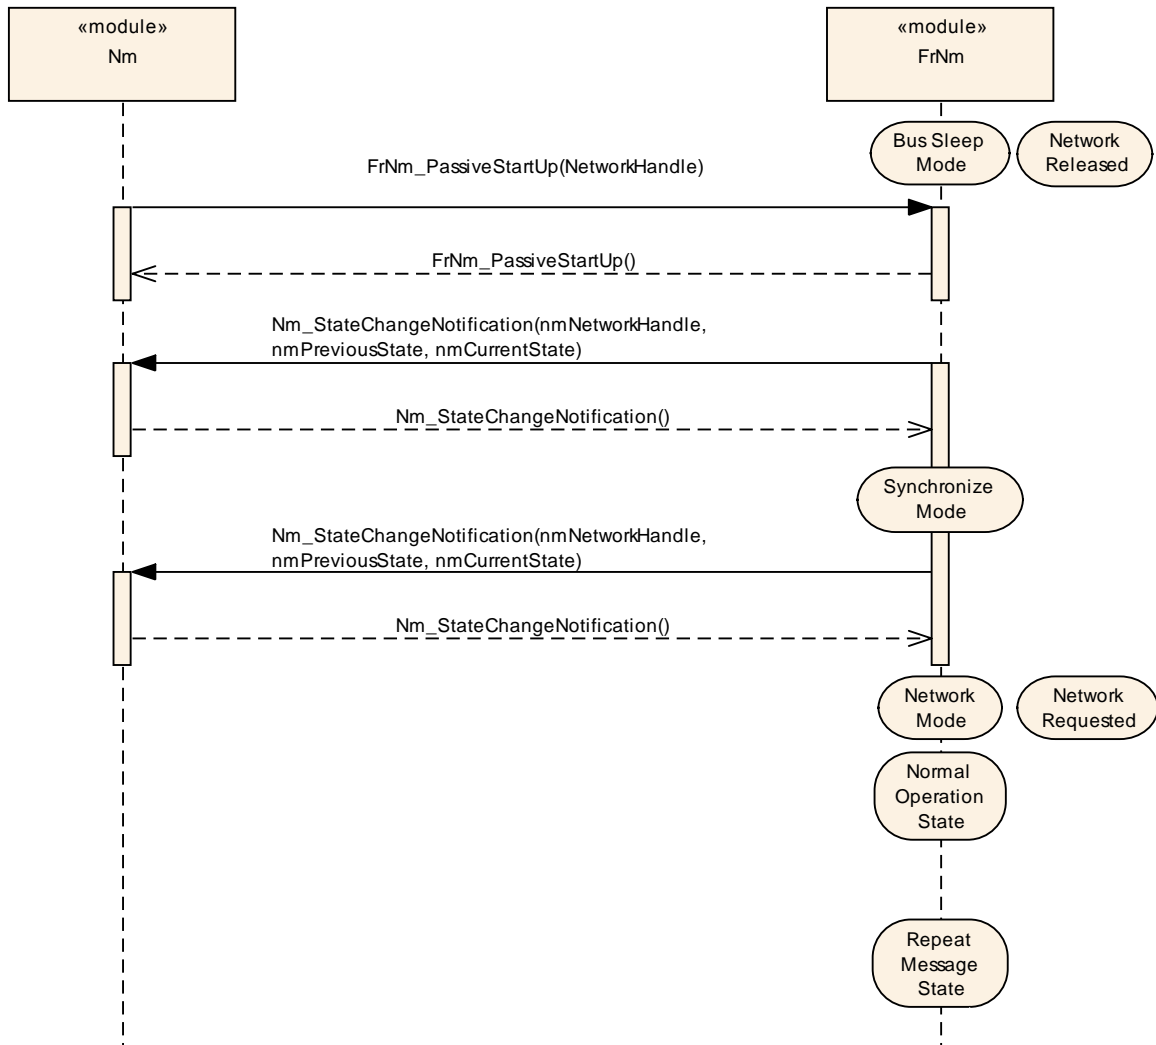 «module»
Nm
«module»
FrNm
Bus Sleep
Mode
Network
Released
FrNm_PassiveStartUp(NetworkHandle)
FrNm_PassiveStartUp()
Nm_StateChangeNotification(nmNetworkHandle,
nmPreviousState, nmCurrentState)
Nm_StateChangeNotification()
Synchronize
Mode
Nm_StateChangeNotification(nmNetworkHandle,
nmPreviousState, nmCurrentState)
Nm_StateChangeNotification()
Network
Mode
Network
Requested
Normal
Operation
State
Repeat
Message
State